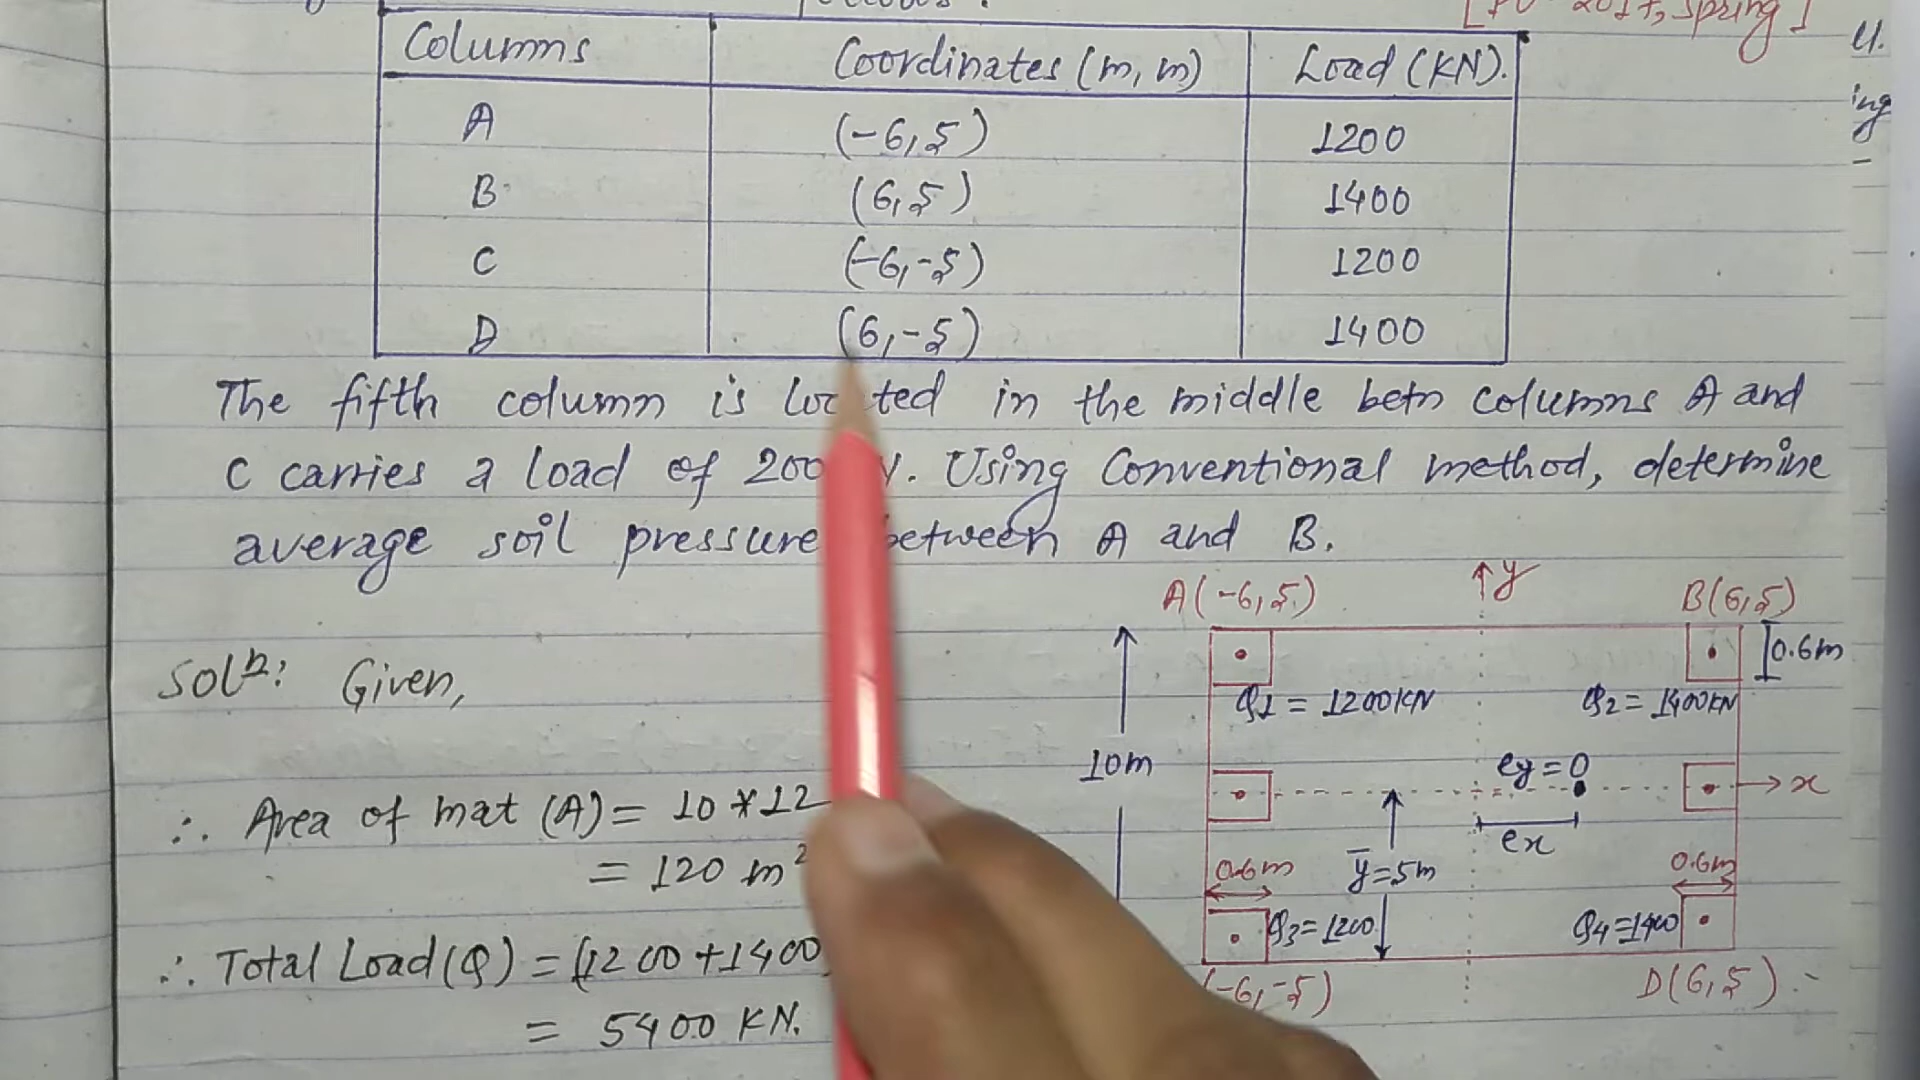 [PU-2017, Spring]
Columns Coordinates (m, m) Load (KN).
A (-6, 5) 1200
B (6, 5) 1400
C (-6, -5) 1200
D (6, -5) 1400
The fifth column is located in the middle betn columns A and
C carries a load of 200 Using Conventional method, determine
average soil pressure between A and B.
Soln: Given,
∴ Area of mat (A) = 10 * 12
= 120 m²
∴ Total Load (Q) = (1200 + 1400
= 5400 KN.
y
A(-6, 5) B(6, 5)
0.6m
Q1 = 1200KN Q2 = 1400KN
10m
ey = 0
x
ex
0.6m ȳ = 5m 0.6m
Q3 = 1200 Q4 = 1400
(-6, -5) D(6, 5)
ing